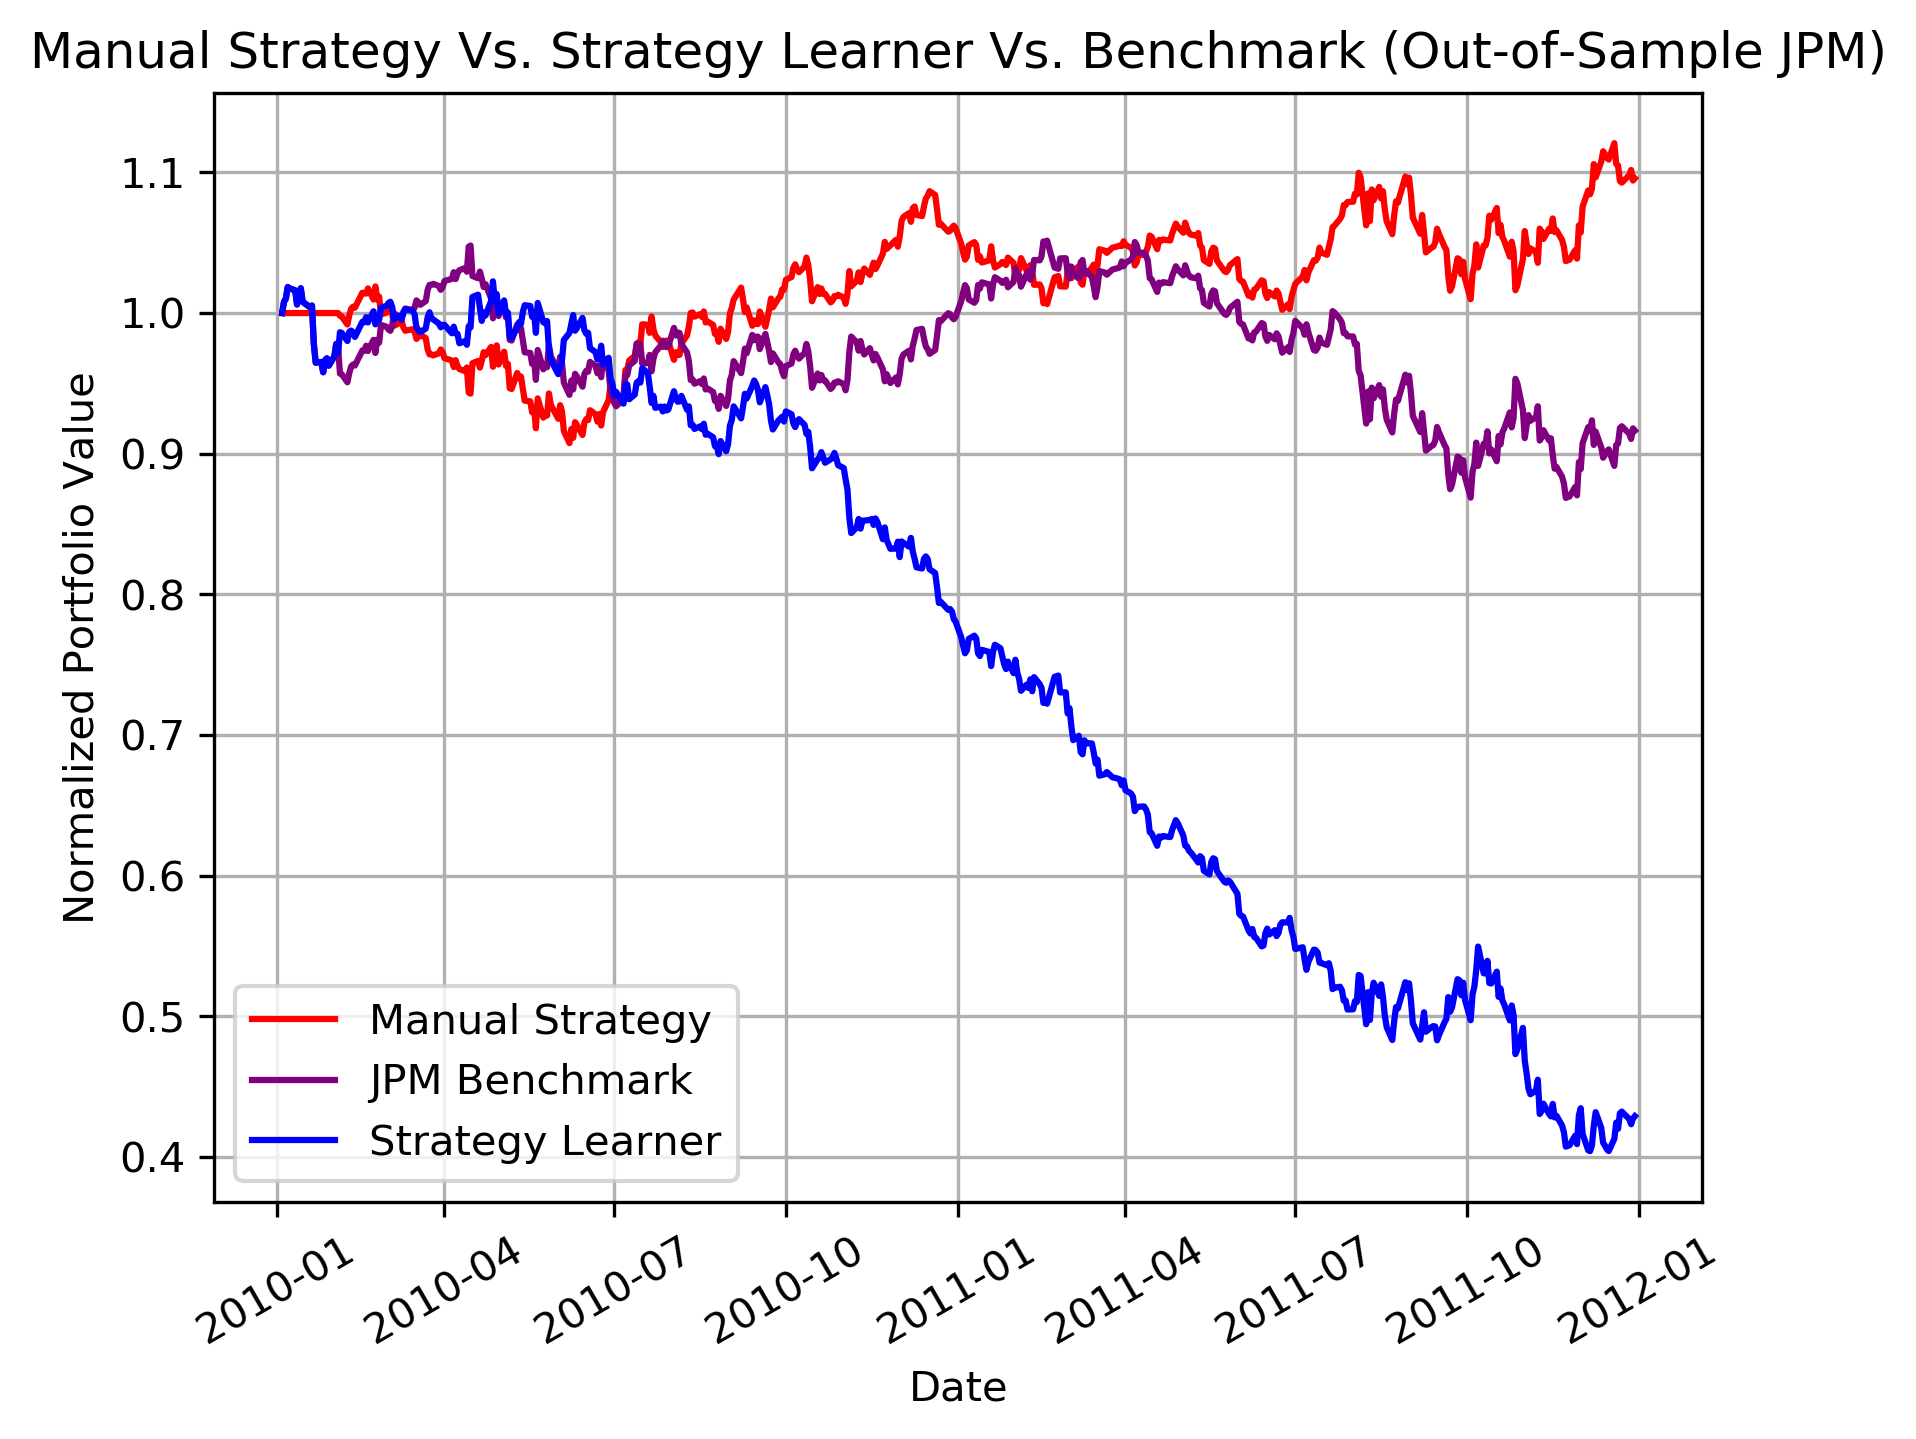 Manual Strategy Vs. Strategy Learner Vs. Benchmark (Out-of-Sample JPM)
Normalized Portfolio Value
1.1
1.0
0.9
0.8
0.7
0.6
0.5
0.4
Manual Strategy
JPM Benchmark
Strategy Learner
2010-01
2010-04
2010-07
2010-10
2011-01
2011-04
2011-07
2011-10
2012-01
Date